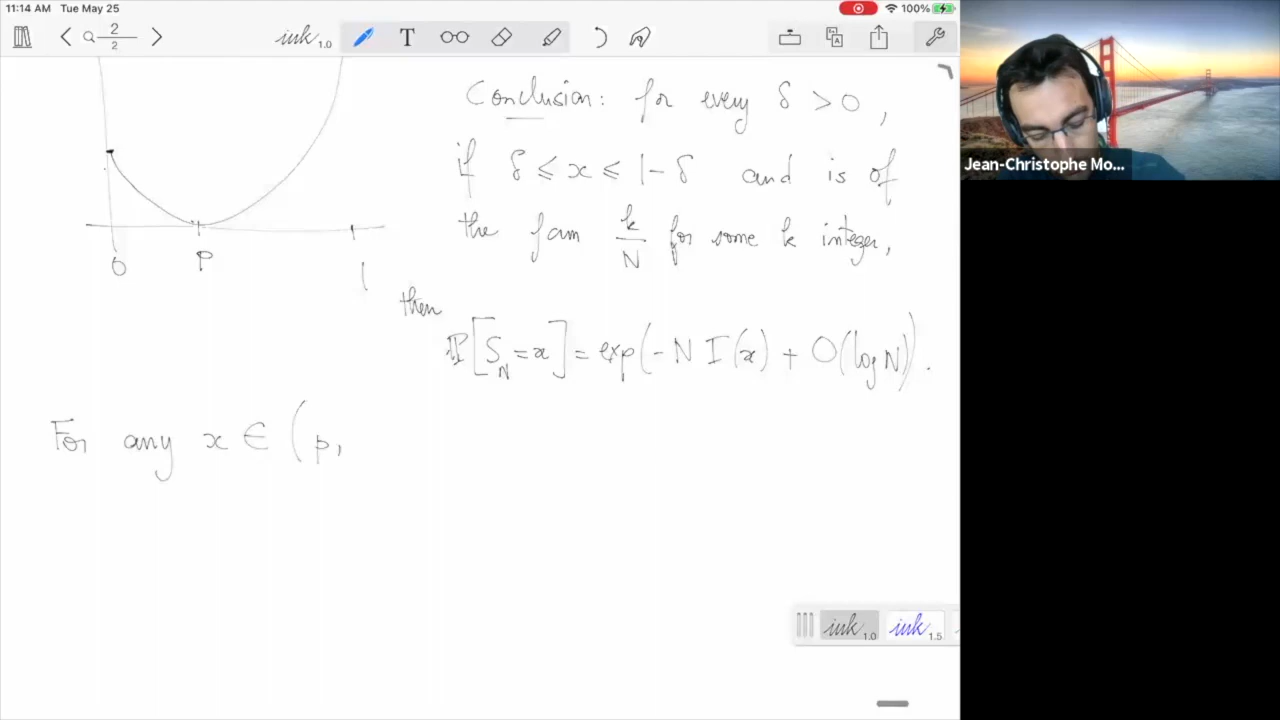 11:14 AM Tue May 25
100%
2
2
ink 1.0
T
Conclusion: for every δ > 0,
if δ ≤ x ≤ 1-δ and is of
the form k/N for some k integer,
then
P[S_N = x] = exp(-N I(x) + O(log N)).
0
p
1
For any x ∈ (p,
Jean-Christophe Mo...
ink 1.0
ink 1.5